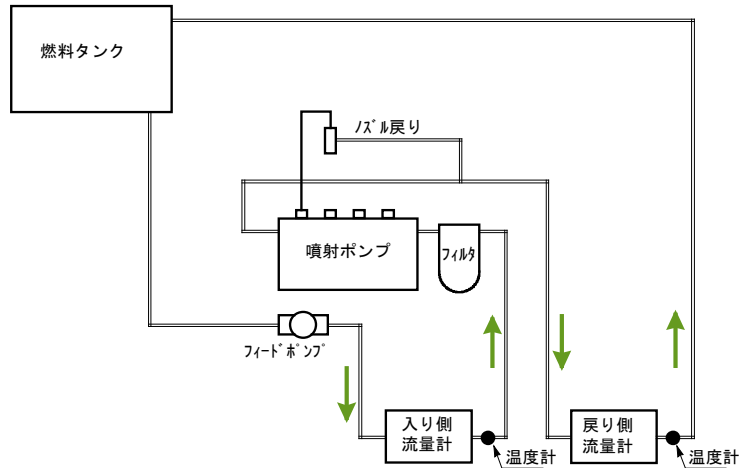 燃料タンク
ノズル戻り
噴射ポンプ
フィルタ
フィードポンプ
入り側
流量計
戻り側
流量計
温度計
温度計